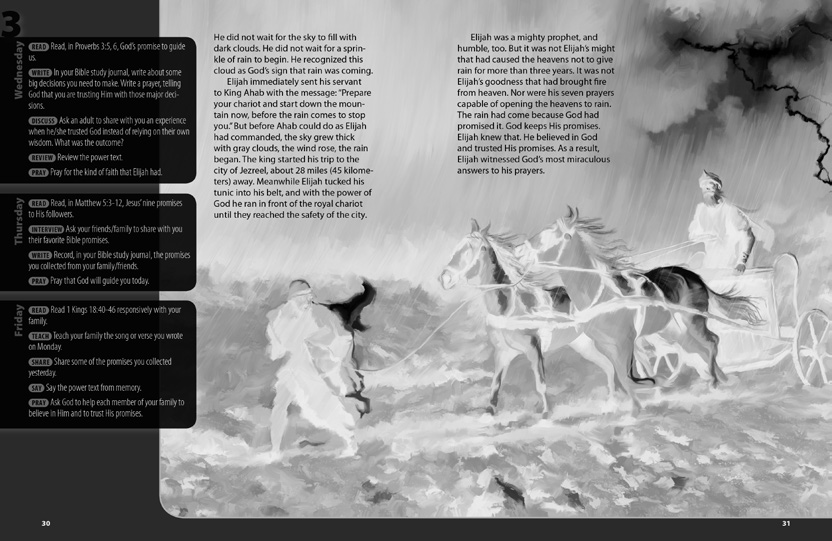 3
Wednesday
READ Read, in Proverbs 3:5, 6, God's promise to guide
us.
WRITE In your Bible study journal, write about some
big decisions you need to make. Write a prayer, telling
God that you are trusting Him with those major deci-
sions.
DISCUSS Ask an adult to share with you an experience
when he/she trusted God instead of relying on their own
wisdom. What was the outcome?
REVIEW Review the power text.
PRAY Pray for the kind of faith that Elijah had.
Thursday
READ Read, in Matthew 5:3–12, Jesus' nine promises
to His followers.
INTERVIEW Ask your friends/family to share with you
their favorite Bible promises.
WRITE Record, in your Bible study journal, the promises
you collected from your family/friends.
PRAY Pray that God will guide you today.
Friday
READ Read 1 Kings 18:40–46 responsively with your
family.
TEACH Teach your family the song or verse you wrote
on Monday.
SHARE Share some of the promises you collected
yesterday.
SAY Say the power text from memory.
PRAY Ask God to help each member of your family to
believe in Him and to trust His promises.
He did not wait for the sky to fill with
dark clouds. He did not wait for a sprin-
kle of rain to begin. He recognized this
cloud as God's sign that rain was coming.
Elijah immediately sent his servant
to King Ahab with the message: "Prepare
your chariot and start down the moun-
tain now, before the rain comes to stop
you." But before Ahab could do as Elijah
had commanded, the sky grew thick
with gray clouds, the wind rose, the rain
began. The king started his trip to the
city of Jezreel, about 28 miles (45 kilome-
ters) away. Meanwhile Elijah tucked his
tunic into his belt, and with the power of
God he ran in front of the royal chariot
until they reached the safety of the city.
Elijah was a mighty prophet, and
humble, too. But it was not Elijah's might
that had caused the heavens not to give
rain for more than three years. It was not
Elijah's goodness that had brought fire
from heaven. Nor were his seven prayers
capable of opening the heavens to rain.
The rain had come because God had
promised it. God keeps His promises.
Elijah knew that. He believed in God
and trusted His promises. As a result,
Elijah witnessed God's most miraculous
answers to his prayers.
30
31